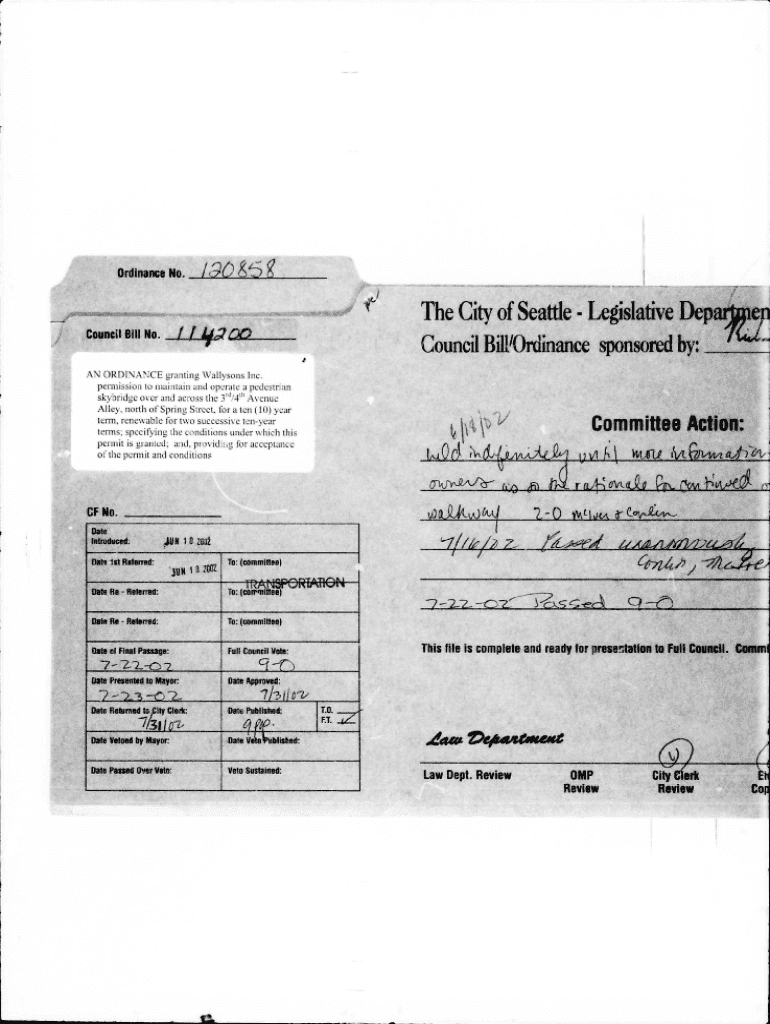 Ordinance No. 120858
Council Bill No. 114200
AN ORDINANCE granting Wallysons Inc.
permission to maintain and operate a pedestrian
skybridge over and across the 3rd/4th Avenue
Alley, north of Spring Street, for a ten (10) year
term, renewable for two successive ten-year
terms; specifying the conditions under which this
permit is granted; and, providing for acceptance
of the permit and conditions
CF No.
Date
Introduced: JUN 10 2002
Date 1st Referred: JUN 10 2002 To: (committee)
TRANSPORTATION
Date Re - Referred: To: (committee)
Date Re - Referred: To: (committee)
Date of Final Passage: Full Council Vote:
7-22-02 9-0
Date Presented to Mayor: Date Approved:
7-23-02 7/31/02
Date Returned to City Clerk: Date Published: T.O.
7/31/02 9 pp. F.T. ✓
Date Vetoed by Mayor: Date Veto Published:
Date Passed Over Veto: Veto Sustained:
The City of Seattle - Legislative Departmen
Council Bill/Ordinance sponsored by:
Committee Action:
6/18/02
held indefinitely until more information
owners as to the rationale for continued
walkway 2-0 McIver & Conlin
7/16/02 Passed unanimously
Conlin,
7-22-02 Passed 9-0
This file is complete and ready for presentation to Full Council. Comm
Law Department
Law Dept. Review OMP
Review City Clerk
Review